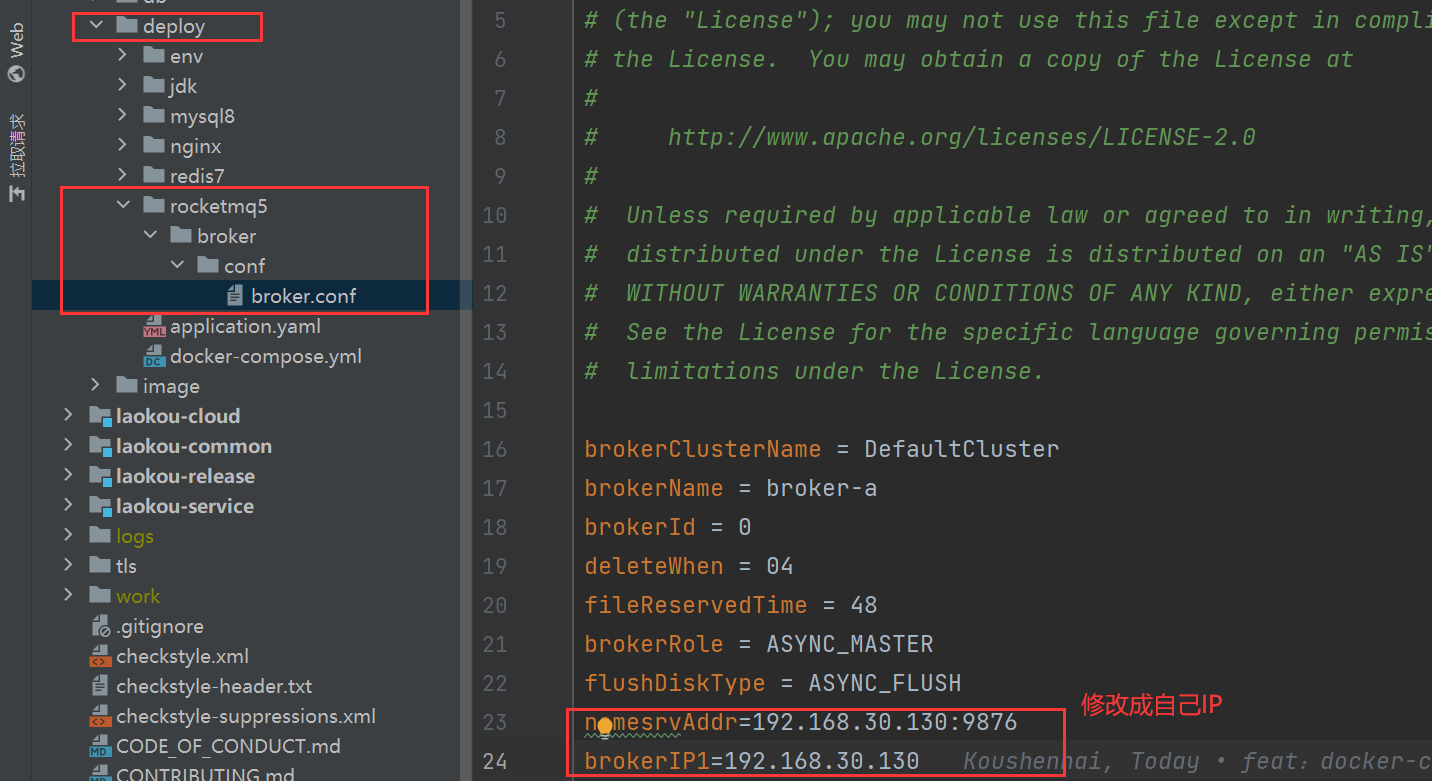 Web
拉取请求
db
deploy
env
jdk
mysql8
nginx
redis7
rocketmq5
broker
conf
broker.conf
application.yaml
docker-compose.yml
image
laokou-cloud
laokou-common
laokou-release
laokou-service
logs
tls
work
.gitignore
checkstyle.xml
checkstyle-header.txt
checkstyle-suppressions.xml
CODE_OF_CONDUCT.md
CONTRIBUTING.md
5 # (the "License"); you may not use this file except in compli
6 # the License.  You may obtain a copy of the License at
7 #
8 #     http://www.apache.org/licenses/LICENSE-2.0
9 #
10 #  Unless required by applicable law or agreed to in writing,
11 #  distributed under the License is distributed on an "AS IS"
12 #  WITHOUT WARRANTIES OR CONDITIONS OF ANY KIND, either expre
13 #  See the License for the specific language governing permis
14 #  limitations under the License.
15
16 brokerClusterName = DefaultCluster
17 brokerName = broker-a
18 brokerId = 0
19 deleteWhen = 04
20 fileReservedTime = 48
21 brokerRole = ASYNC_MASTER
22 flushDiskType = ASYNC_FLUSH
修改成自己IP
23 namesrvAddr=192.168.30.130:9876
24 brokerIP1=192.168.30.130 Koushenhai, Today • feat: docker-c